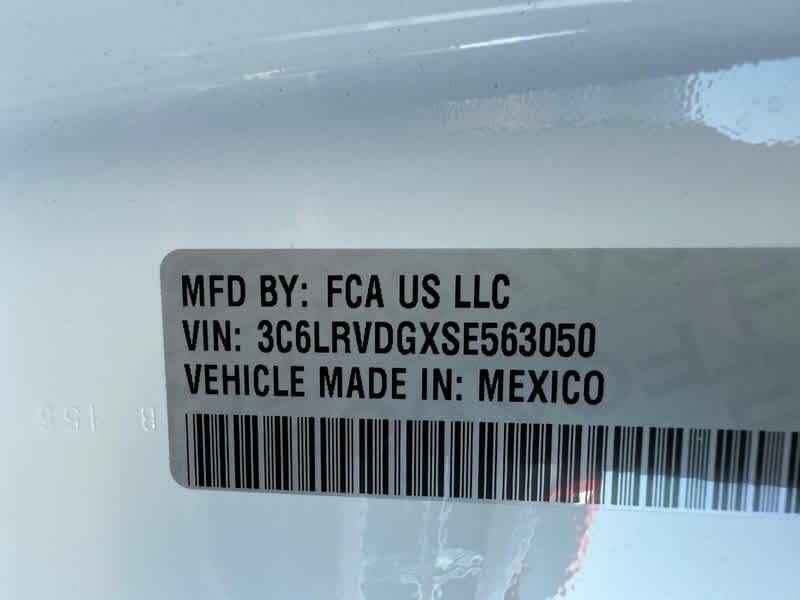 MFD BY: FCA US LLC
VIN: 3C6LRVDGXSE563050
VEHICLE MADE IN: MEXICO